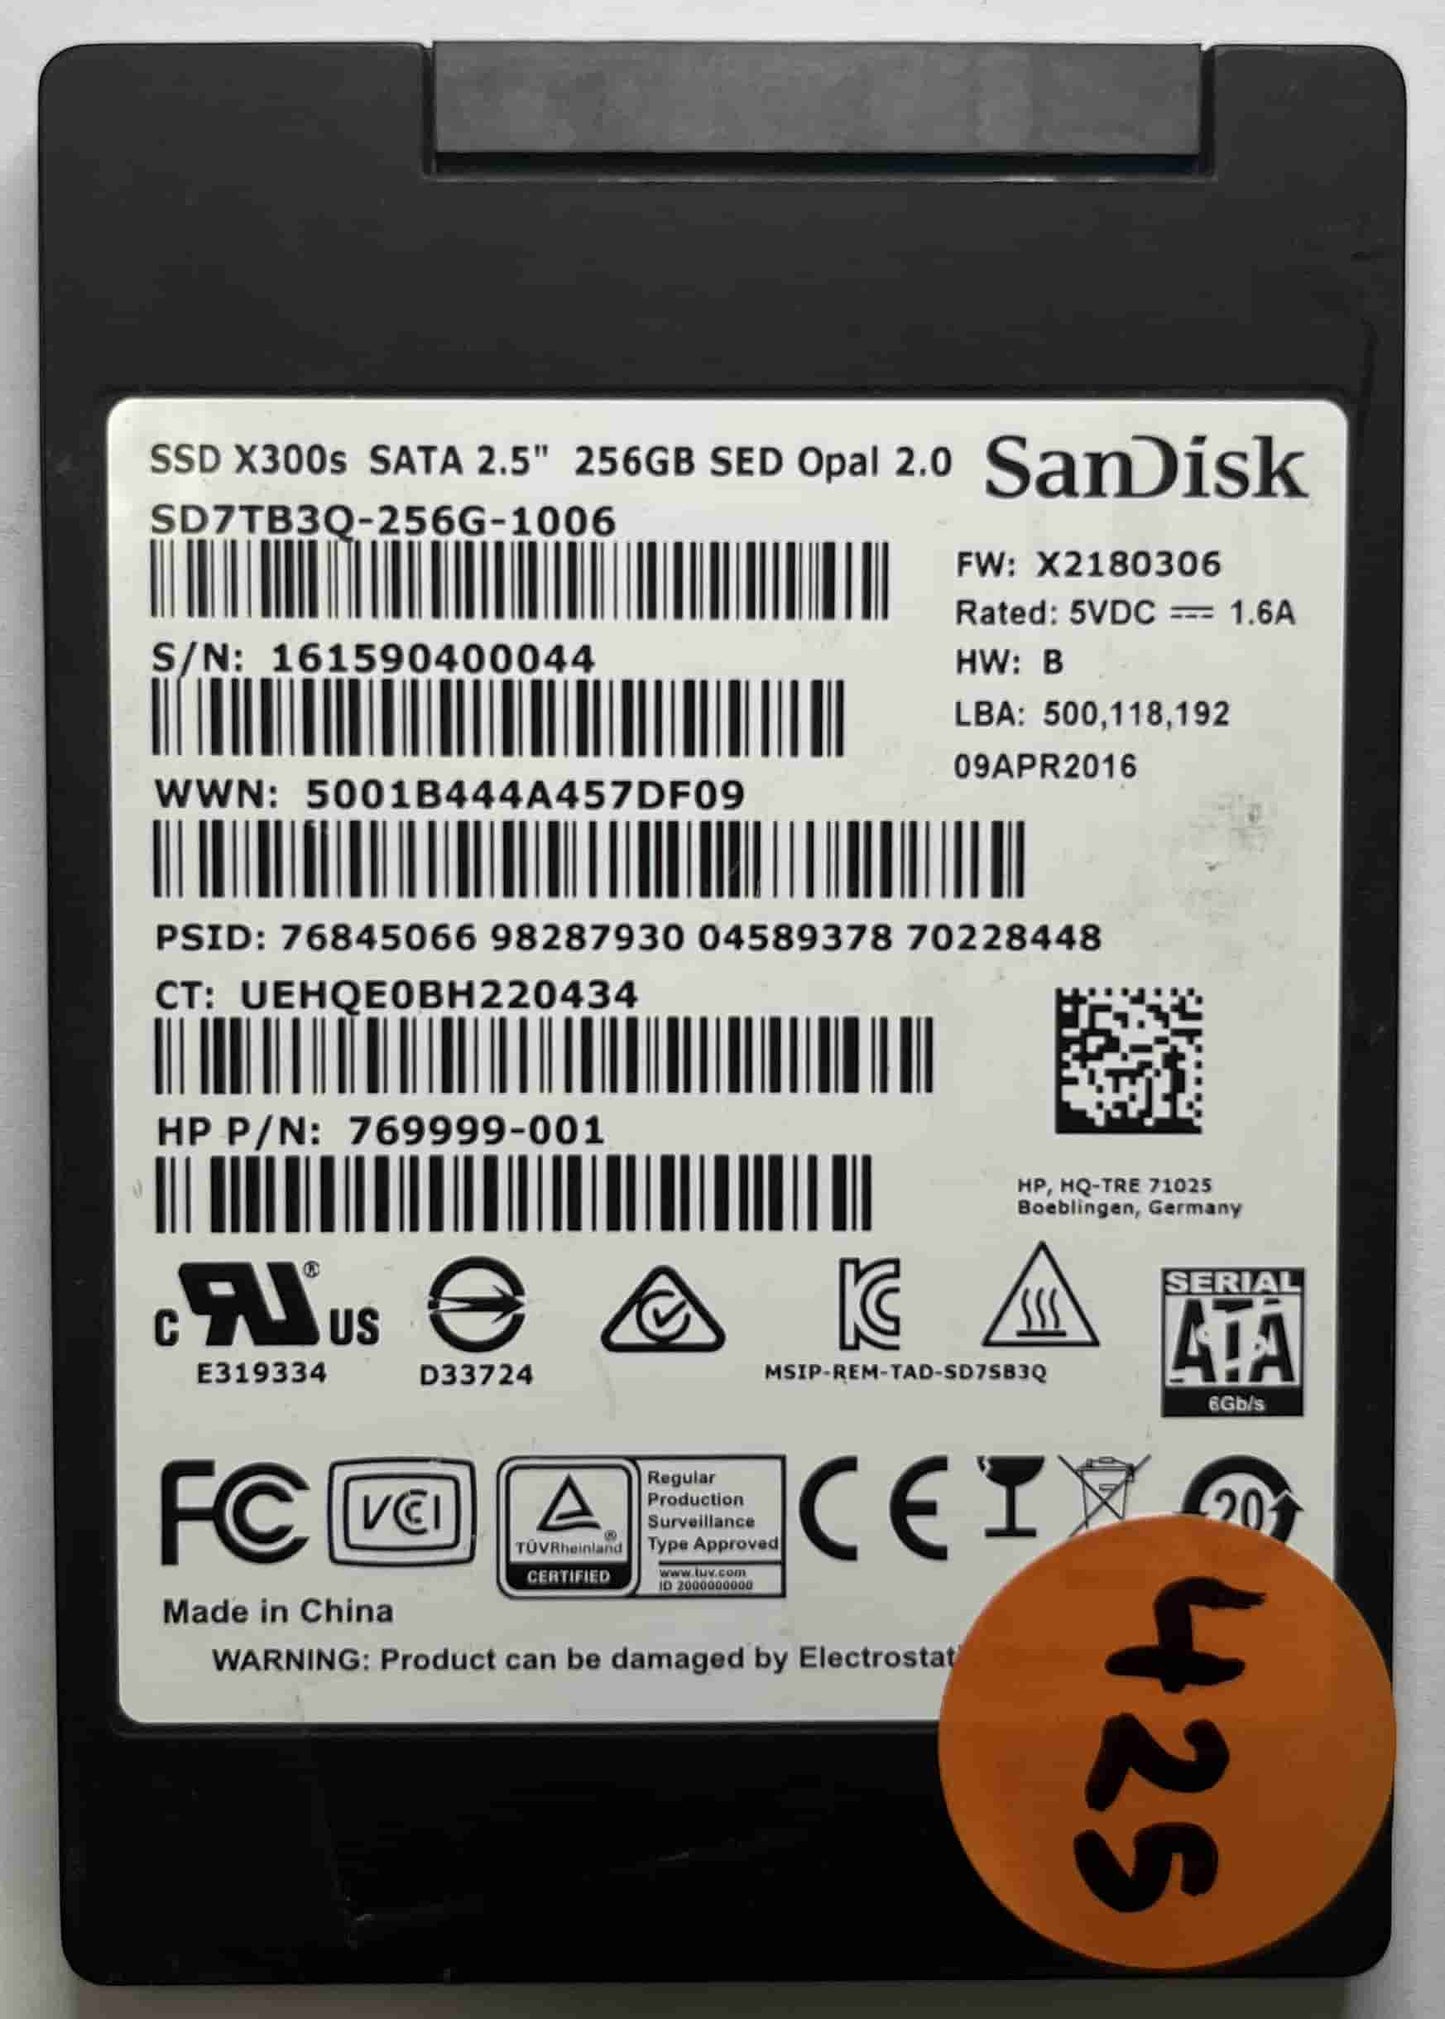 SSD X300s SATA 2.5" 256GB SED Opal 2.0
SanDisk
SD7TB3Q-256G-1006
FW: X2180306
Rated: 5VDC ⎓ 1.6A
S/N: 161590400044
HW: B
LBA: 500,118,192
09APR2016
WWN: 5001B444A457DF09
PSID: 76845066 98287930 04589378 70228448
CT: UEHQE0BH220434
HP P/N: 769999-001
HP, HQ-TRE 71025
Boeblingen, Germany
c RU® US
E319334
D33724
KC
MSIP-REM-TAD-SD7SB3Q
SERIAL
ATA
6Gb/s
FC
VCCI
TÜVRheinland®
CERTIFIED
Regular
Production
Surveillance
Type Approved
www.tuv.com
ID 2000000000
CE
20
Made in China
WARNING: Product can be damaged by
425